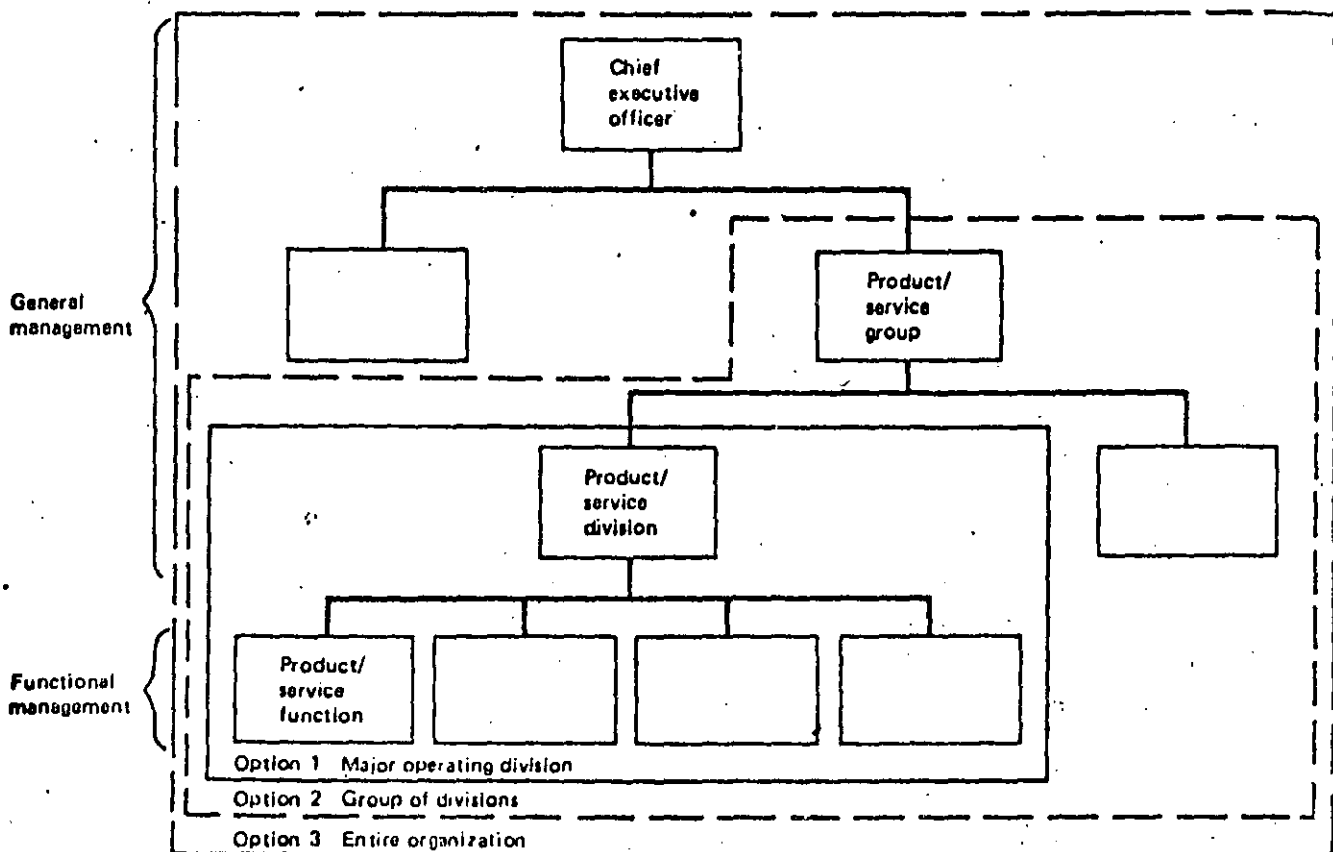 Chief
executive
officer
General
management
Product/
service
group
Product/
service
division
Functional
management
Product/
service
function
Option 1 Major operating division
Option 2 Group of divisions
Option 3 Entire organization